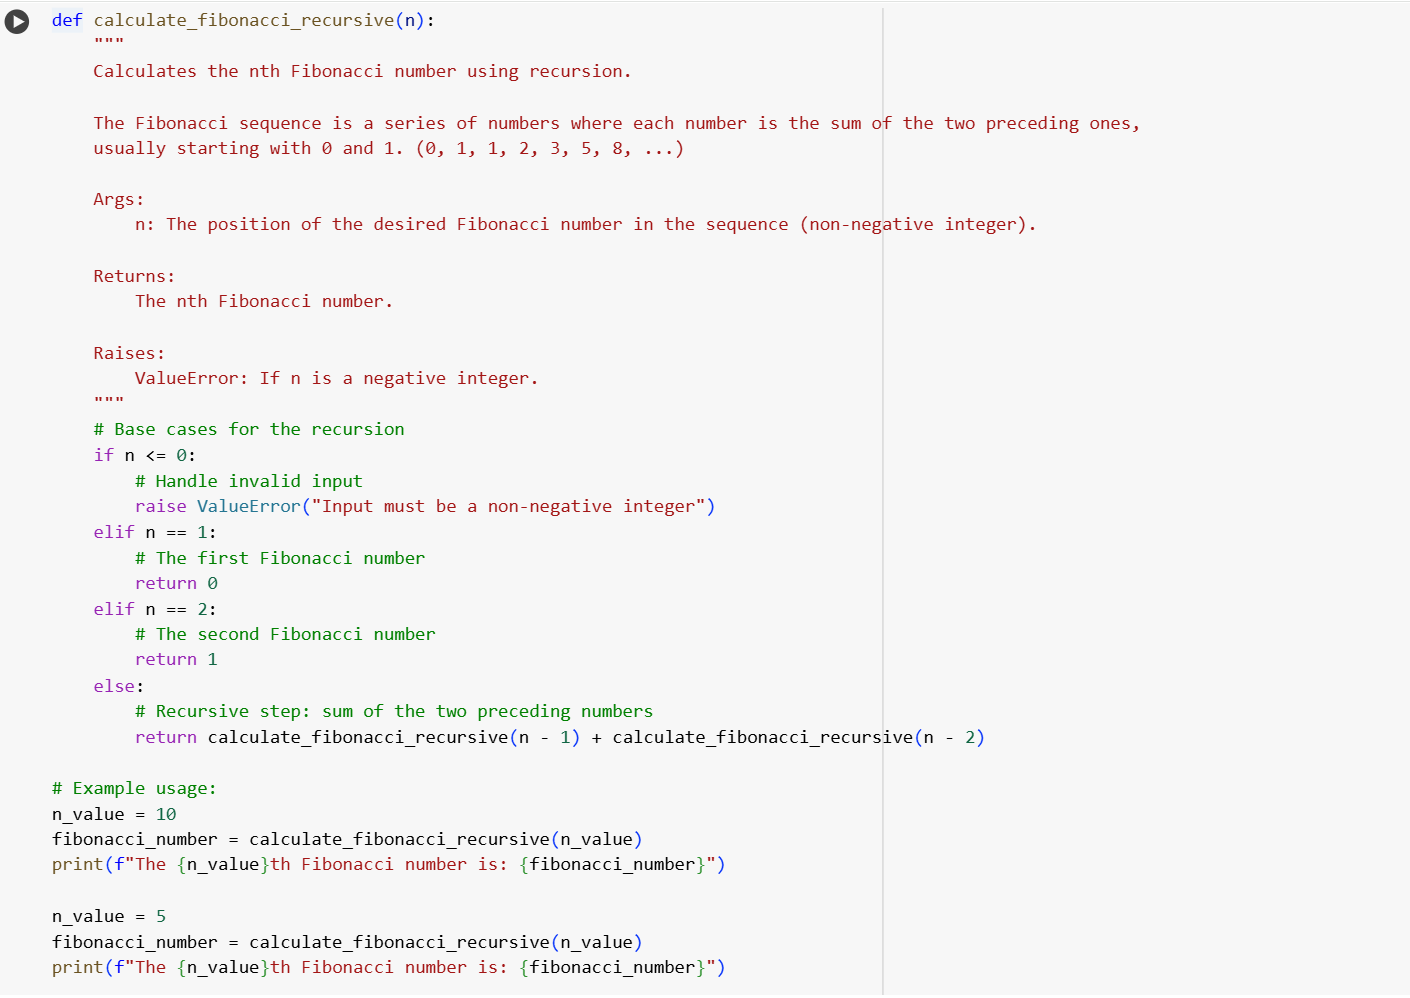 def calculate_fibonacci_recursive(n):
    """
    Calculates the nth Fibonacci number using recursion.

    The Fibonacci sequence is a series of numbers where each number is the sum of the two preceding ones,
    usually starting with 0 and 1. (0, 1, 1, 2, 3, 5, 8, ...)

    Args:
        n: The position of the desired Fibonacci number in the sequence (non-negative integer).

    Returns:
        The nth Fibonacci number.

    Raises:
        ValueError: If n is a negative integer.
    """
    # Base cases for the recursion
    if n <= 0:
        # Handle invalid input
        raise ValueError("Input must be a non-negative integer")
    elif n == 1:
        # The first Fibonacci number
        return 0
    elif n == 2:
        # The second Fibonacci number
        return 1
    else:
        # Recursive step: sum of the two preceding numbers
        return calculate_fibonacci_recursive(n - 1) + calculate_fibonacci_recursive(n - 2)

# Example usage:
n_value = 10
fibonacci_number = calculate_fibonacci_recursive(n_value)
print(f"The {n_value}th Fibonacci number is: {fibonacci_number}")

n_value = 5
fibonacci_number = calculate_fibonacci_recursive(n_value)
print(f"The {n_value}th Fibonacci number is: {fibonacci_number}")